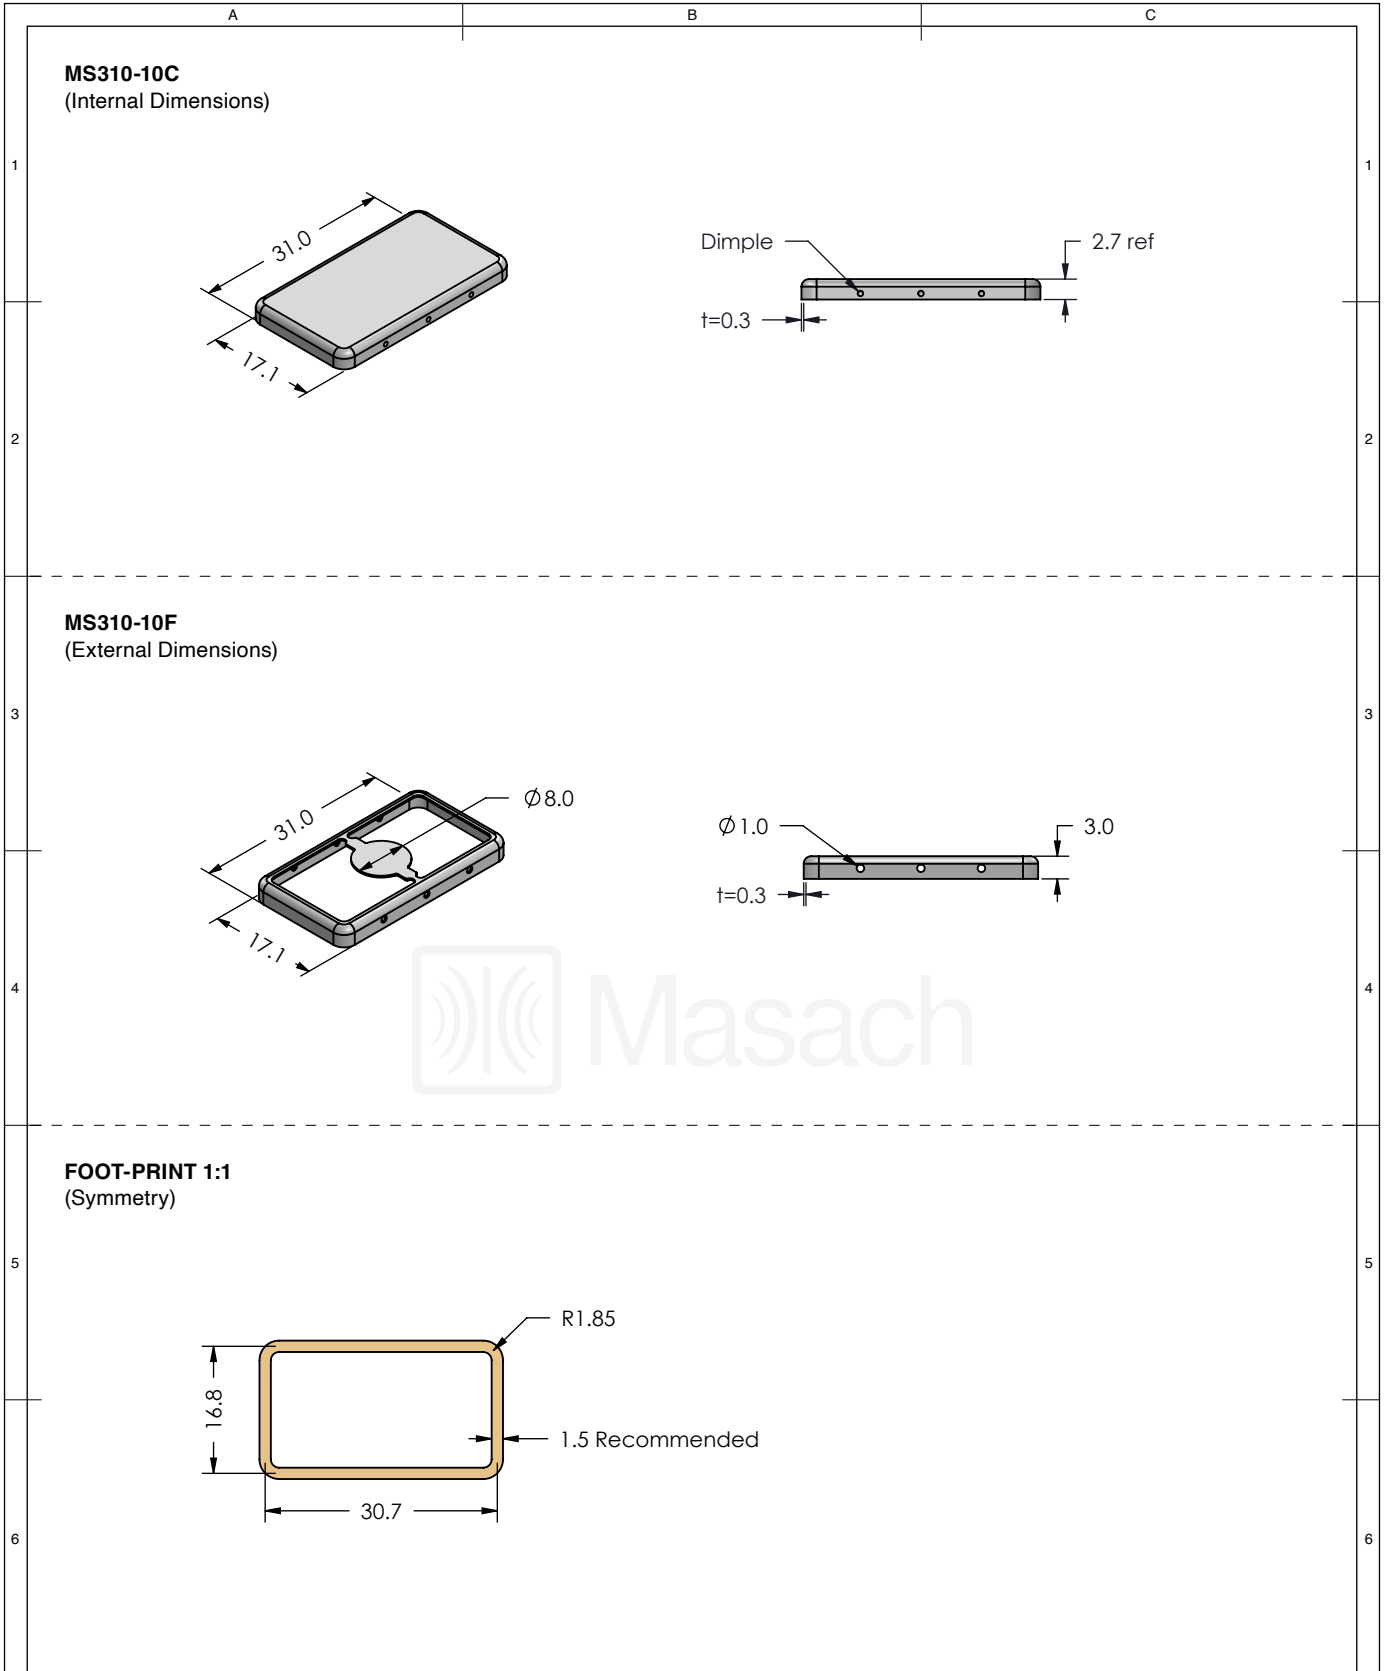 A B C
MS310-10C
(Internal Dimensions)
1 1
31.0
Dimple
2.7 ref
t=0.3
17.1
2 2
MS310-10F
(External Dimensions)
3 3
31.0
Ø8.0
Ø1.0
3.0
t=0.3
17.1
4 4
Masach
FOOT-PRINT 1:1
(Symmetry)
5 5
R1.85
16.8
1.5 Recommended
30.7
6 6